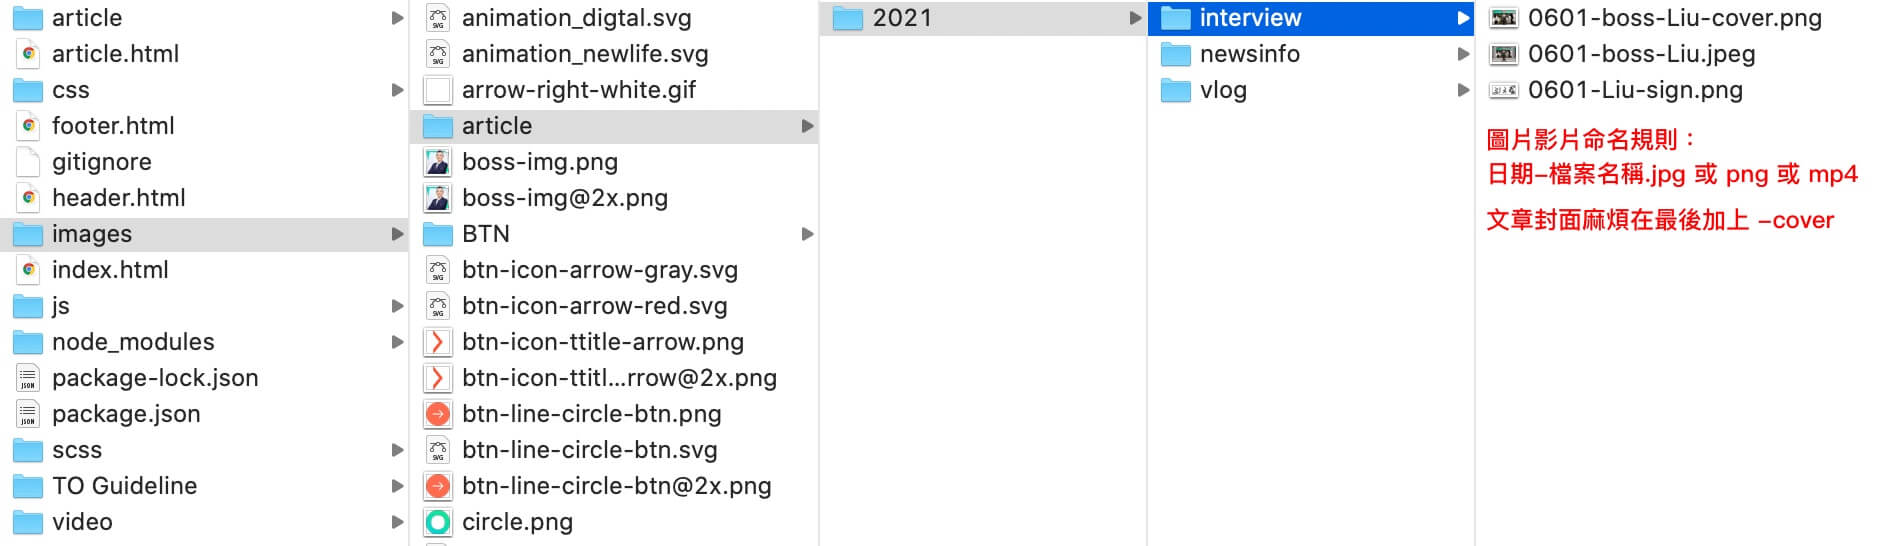 article
article.html
css
footer.html
gitignore
header.html
images
index.html
js
node_modules
package-lock.json
package.json
scss
TO Guideline
video
animation_digtal.svg
animation_newlife.svg
arrow-right-white.gif
article
boss-img.png
boss-img@2x.png
BTN
btn-icon-arrow-gray.svg
btn-icon-arrow-red.svg
btn-icon-ttitle-arrow.png
btn-icon-ttitl...rrow@2x.png
btn-line-circle-btn.png
btn-line-circle-btn.svg
btn-line-circle-btn@2x.png
circle.png
2021
interview
newsinfo
vlog
0601-boss-Liu-cover.png
0601-boss-Liu.jpeg
0601-Liu-sign.png
圖片影片命名規則：
日期-檔案名稱.jpg 或 png 或 mp4
文章封面麻煩在最後加上 -cover